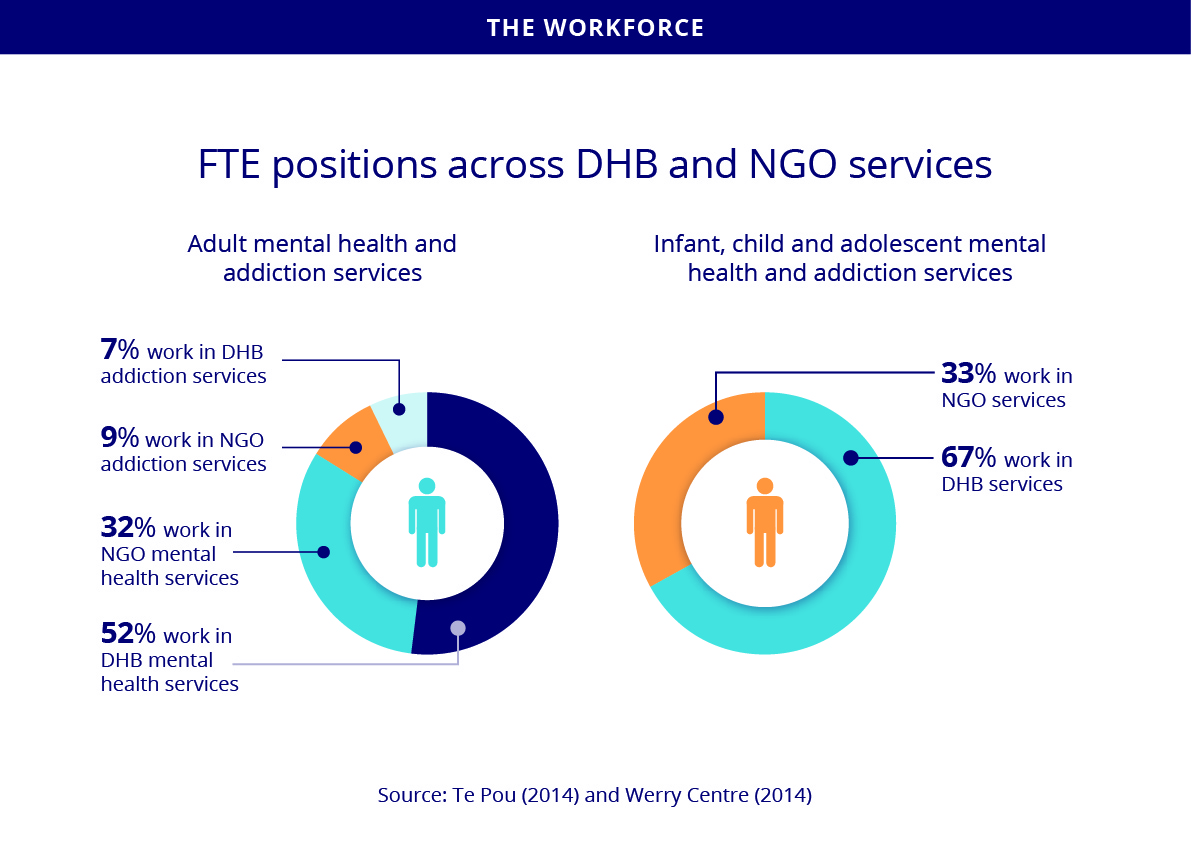 THE WORKFORCE
FTE positions across DHB and NGO services
Adult mental health and
addiction services
7% work in DHB
addiction services
9% work in NGO
addiction services
32% work in
NGO mental
health services
52% work in
DHB mental
health services
Infant, child and adolescent mental
health and addiction services
33% work in
NGO services
67% work in
DHB services
Source: Te Pou (2014) and Werry Centre (2014)